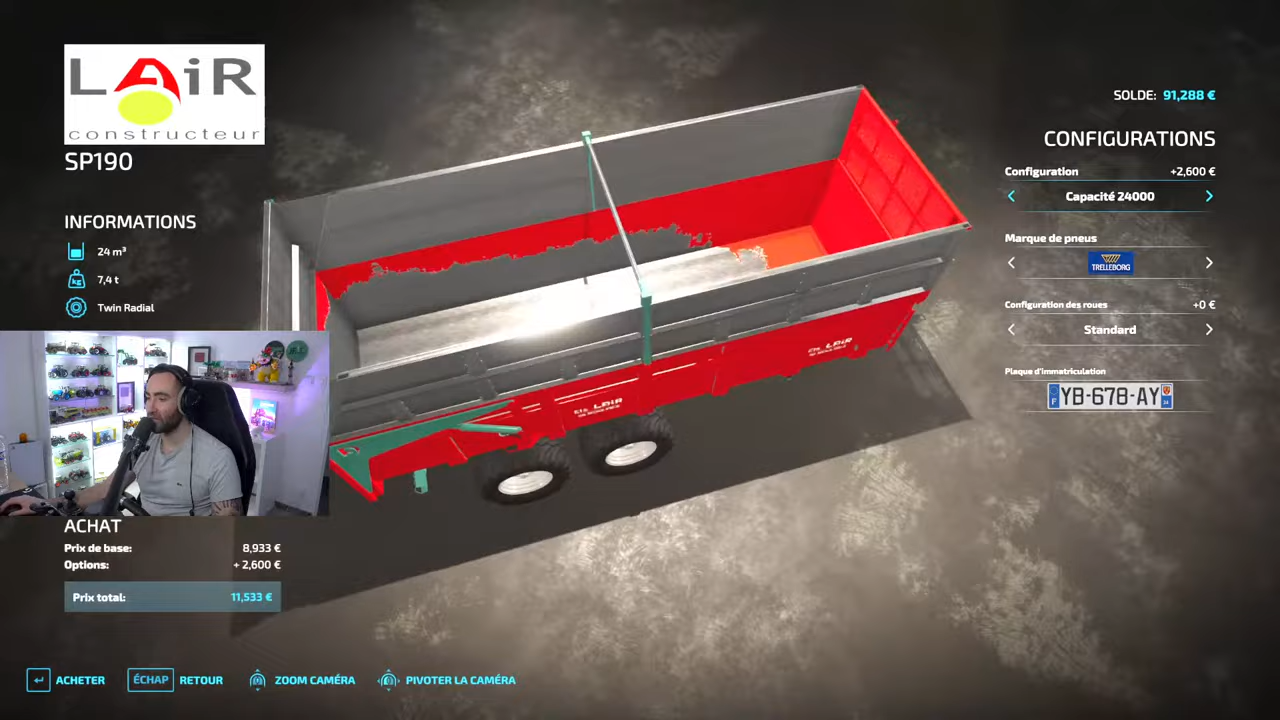 LAiR
constructeur
SP190
INFORMATIONS
24 m³
7,4 t
Twin Radial
ACHAT
Prix de base: 8,933 €
Options: + 2,600 €
Prix total: 11,533 €
SOLDE: 91,288 €
CONFIGURATIONS
Configuration +2,600 €
Capacité 24000
Marque de pneus
TRELLEBORG
Configuration des roues +0 €
Standard
Plaque d'immatriculation
F YB-678-AY
LAIR
LAIR
ACHETER ÉCHAP RETOUR ZOOM CAMÉRA PIVOTER LA CAMÉRA